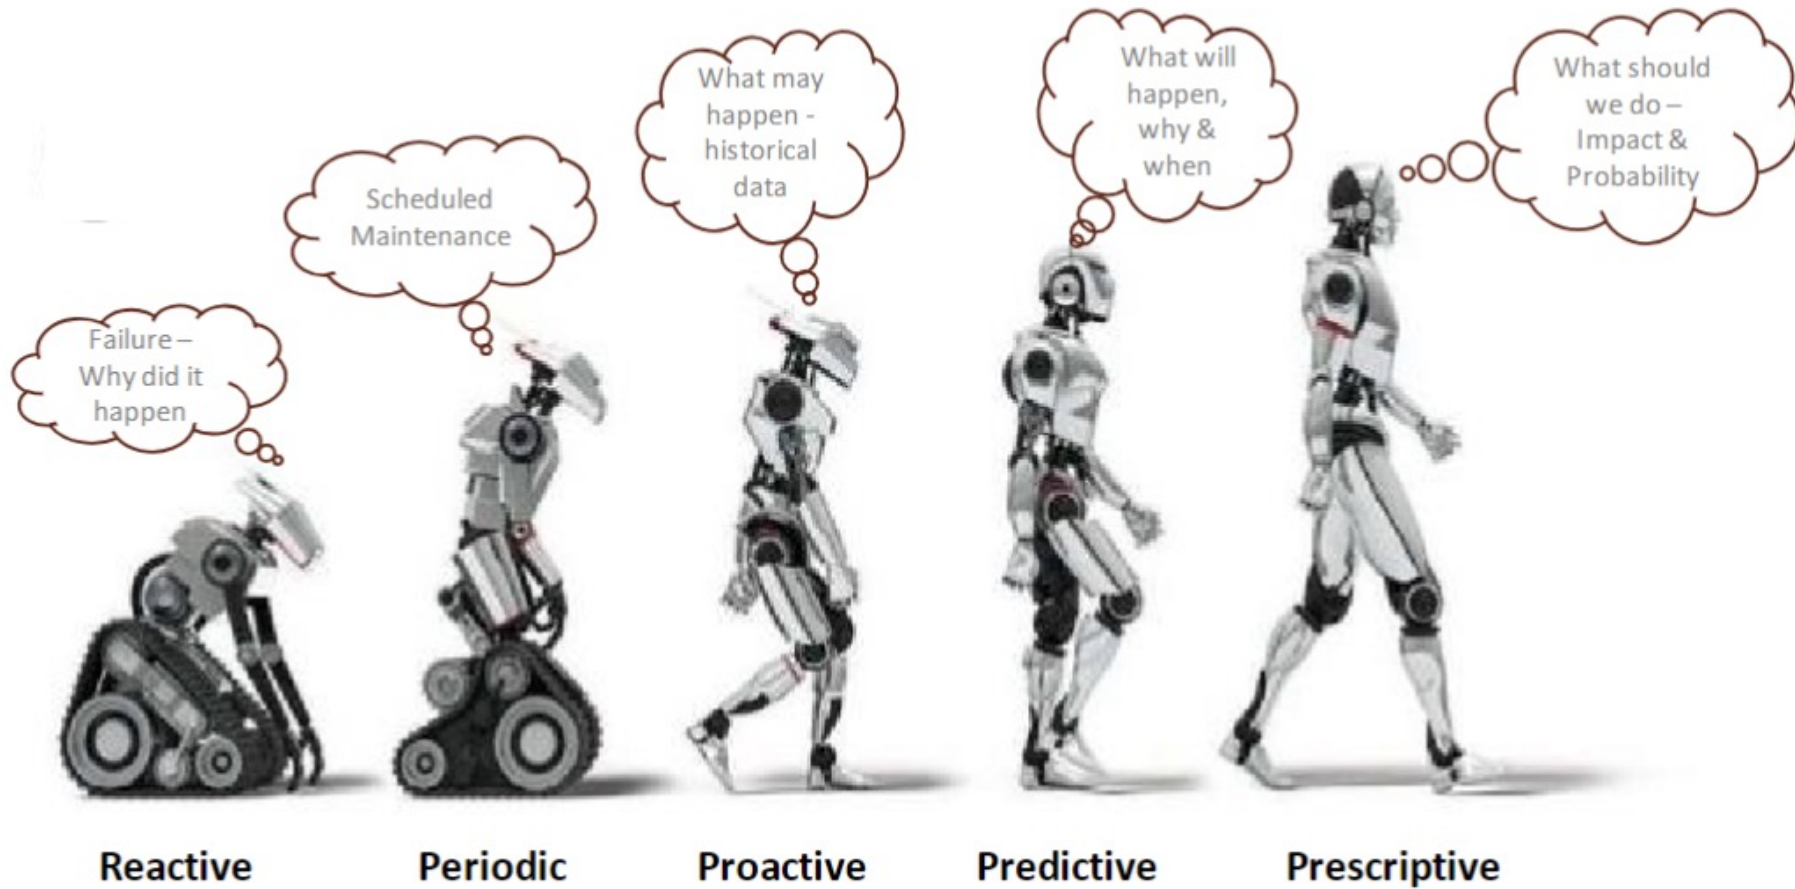 Failure –
Why did it
happen
Scheduled
Maintenance
What may
happen -
historical
data
What will
happen,
why &
when
What should
we do –
Impact &
Probability
Reactive
Periodic
Proactive
Predictive
Prescriptive